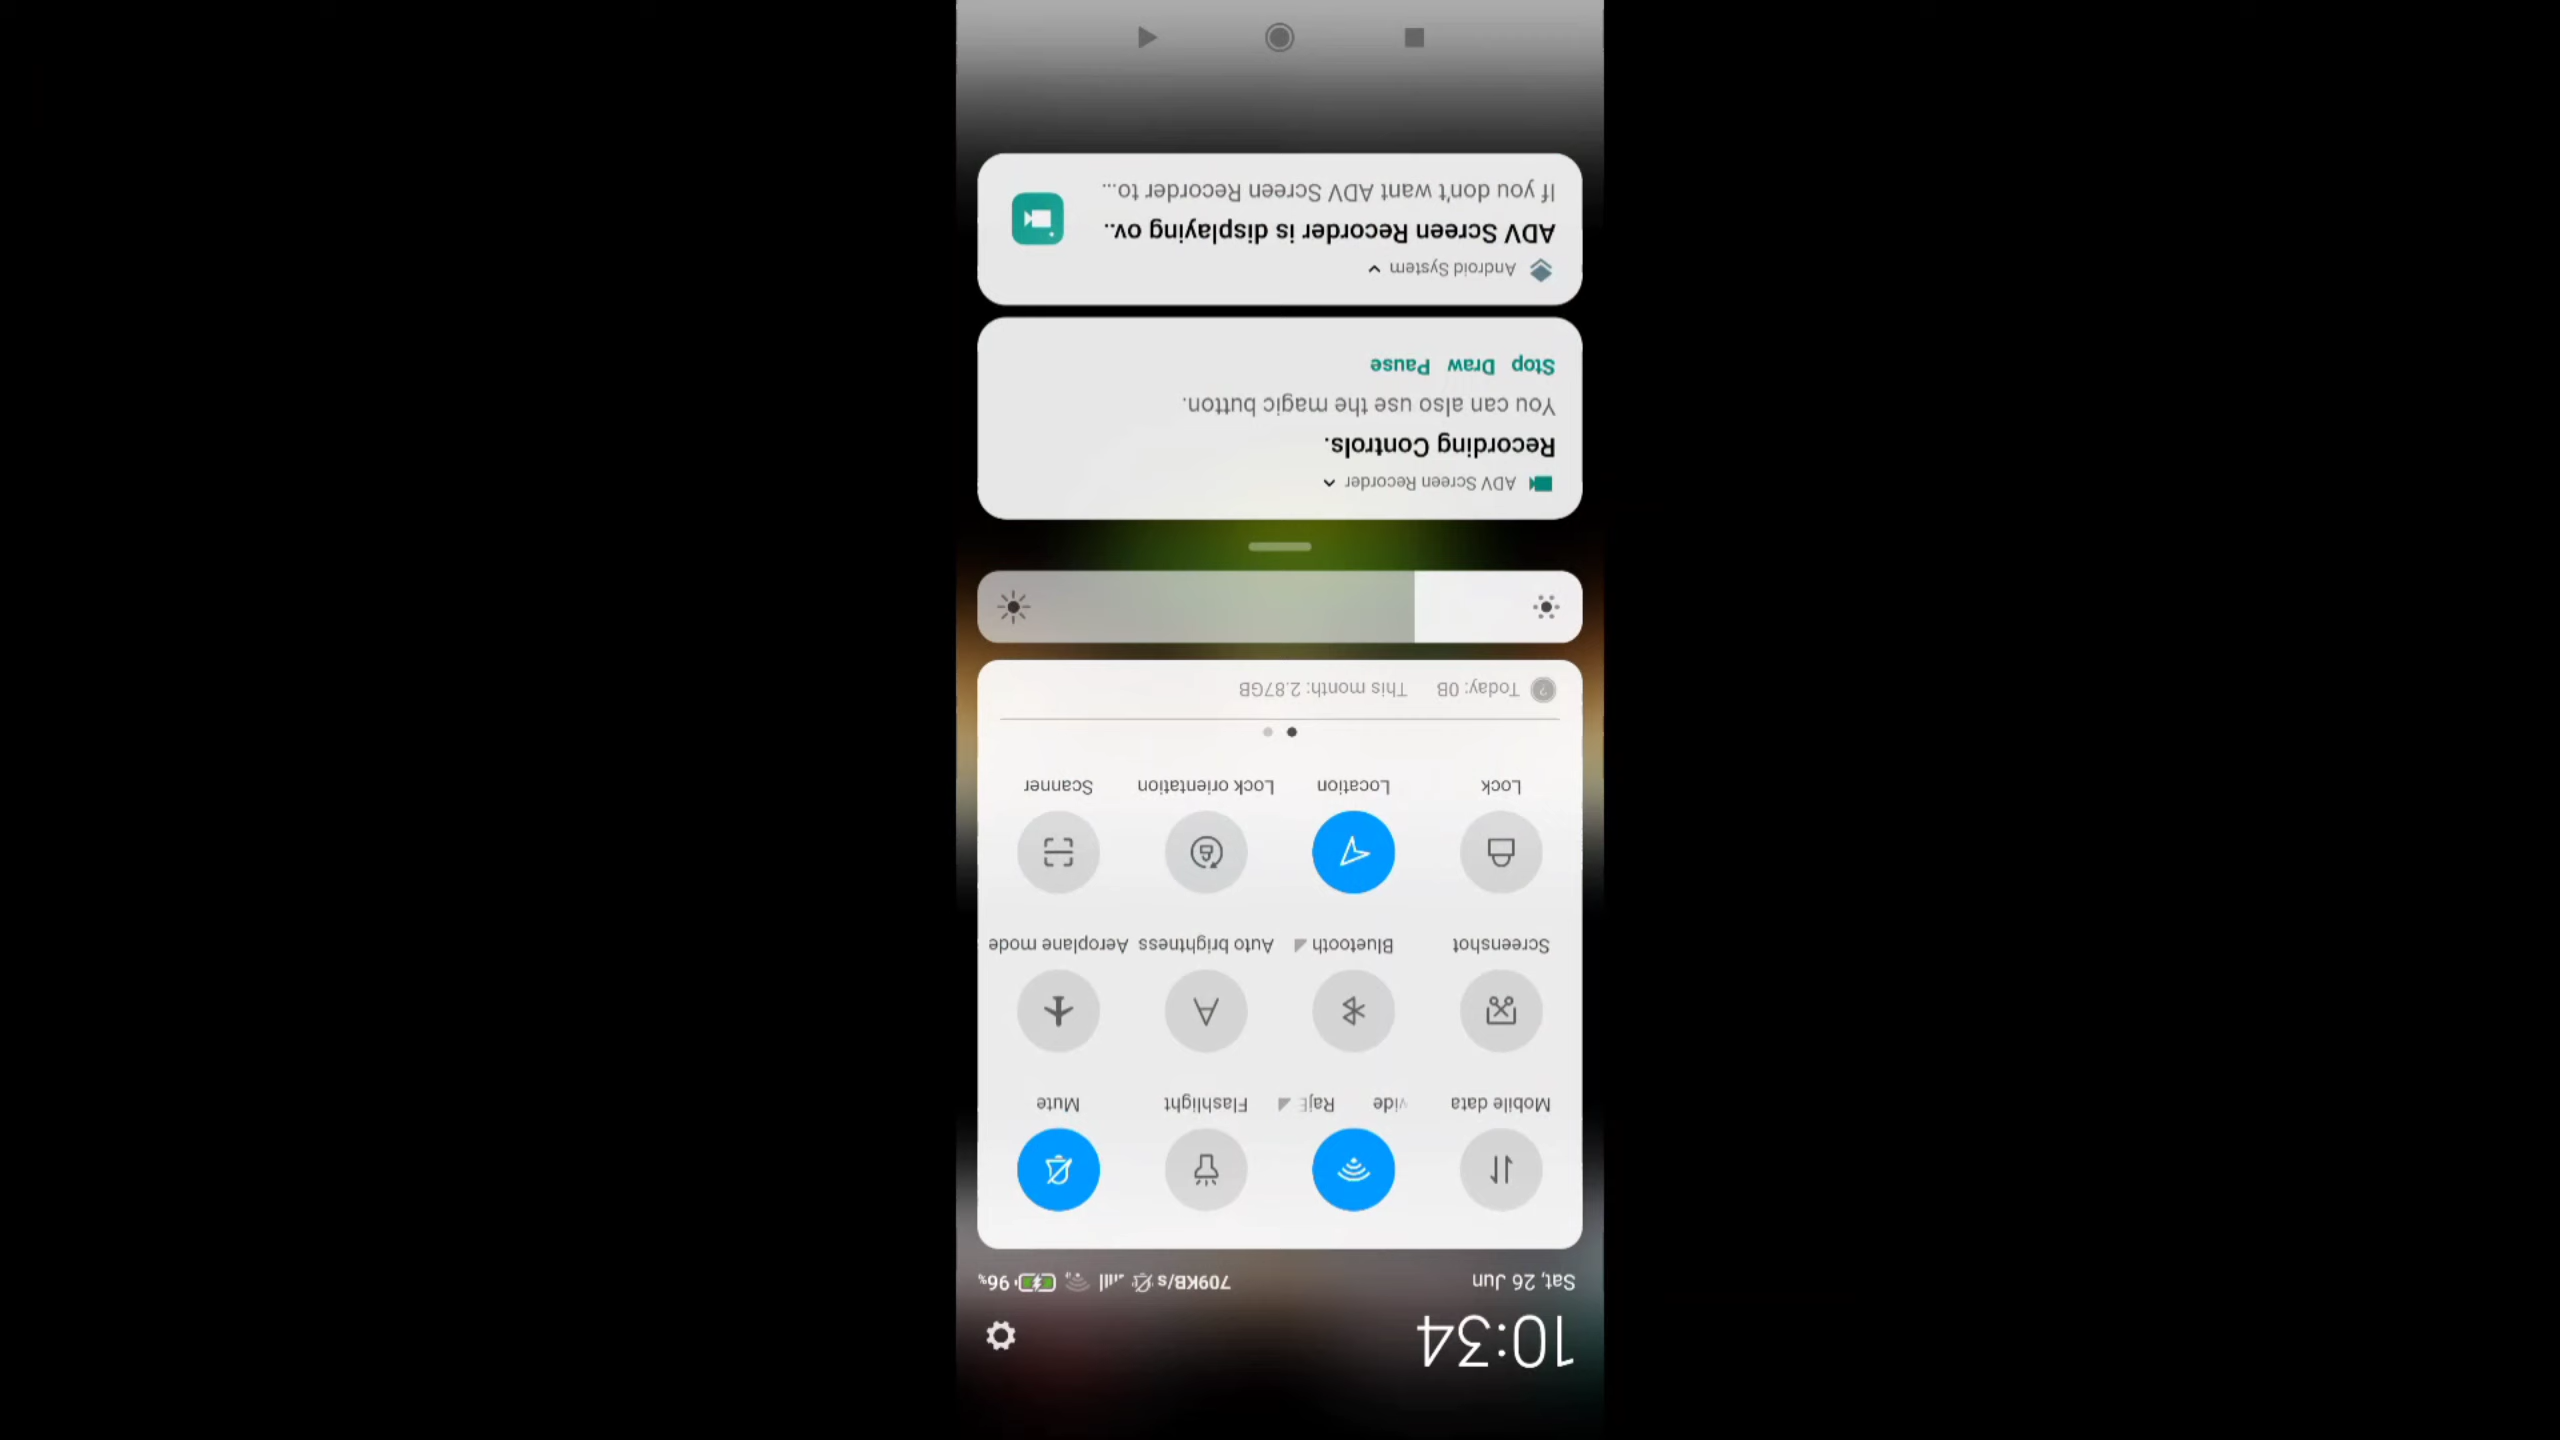 10:34
Sat, 26 Jun 709KB/s 96%
Mobile data vide Raj Flashlight Mute
Screenshot Bluetooth Auto brightness Aeroplane mode
Lock Location Lock orientation Scanner
Today: 0B This month: 2.87GB
ADV Screen Recorder
Recording Controls.
You can also use the magic button.
Stop Draw Pause
Android System
ADV Screen Recorder is displaying ov..
If you don't want ADV Screen Recorder to...